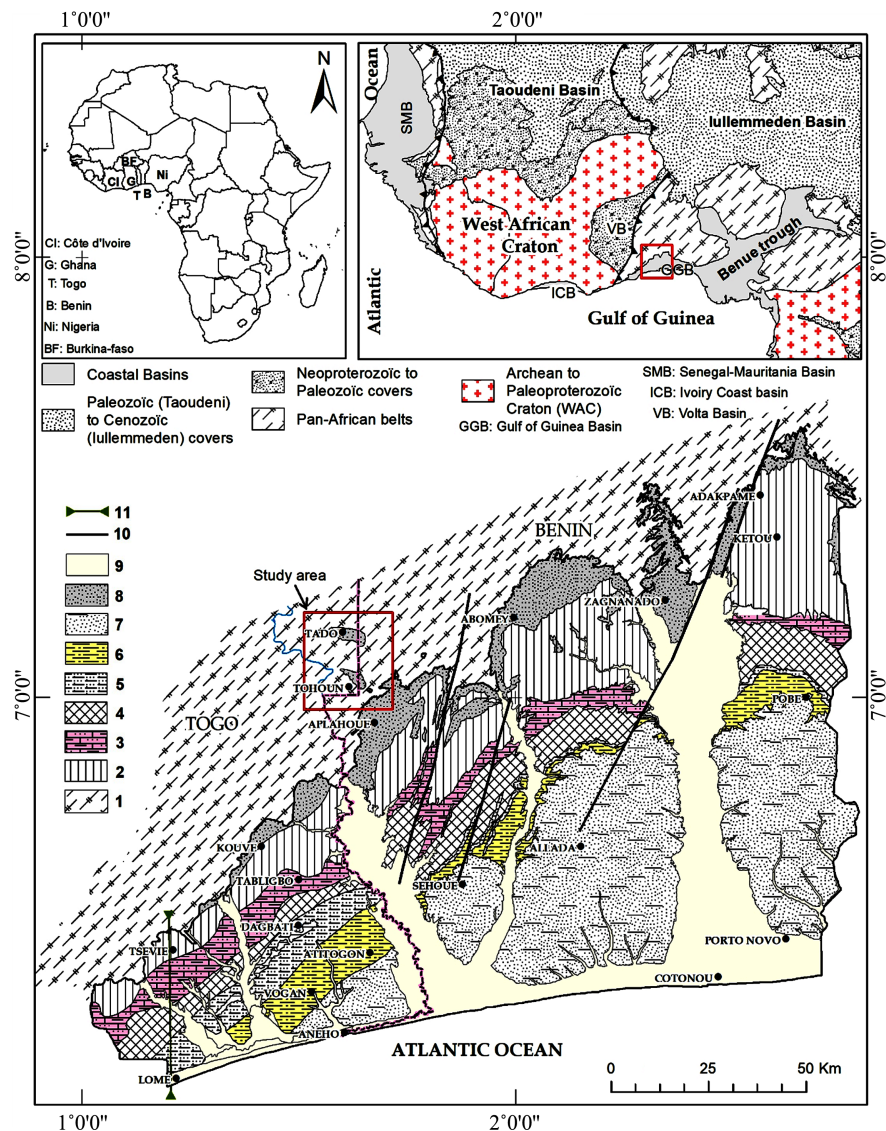 1°0'0"
2°0'0"
N
BF
CI
G
Ni
T
B
CI: Côte d'Ivoire
G: Ghana
T: Togo
B: Benin
Ni: Nigeria
BF: Burkina-faso
8°0'0"
Ocean
SMB
Taoudeni Basin
Iullemmeden Basin
West African
Craton
VB
Benue trough
GGB
ICB
Atlantic
Gulf of Guinea
8°0'0"
Coastal Basins
Paleozoïc (Taoudeni)
to Cenozoïc
(Iullemmeden) covers
Neoproterozoïc to
Paleozoïc covers
Pan-African belts
Archean to
Paleoproterozoïc
Craton (WAC)
GGB: Gulf of Guinea Basin
SMB: Senegal-Mauritania Basin
ICB: Ivoiry Coast basin
VB: Volta Basin
11
10
9
8
7
6
5
4
3
2
1
ADAKPAME
KETOU
BENIN
Study area
ZAGNANADO
ABOMEY
TADO
TOHOUN
7°0'0"
POBE
7°0'0"
APLAHOUE
TOGO
KOUVE
ALLADA
TABLIGBO
SEHOUE
DAGBATI
TSEVIE
ATITOGON
PORTO NOVO
COTONOU
VOGAN
ANEHO
LOME
ATLANTIC OCEAN
0
25
50 Km
1°0'0"
2°0'0"